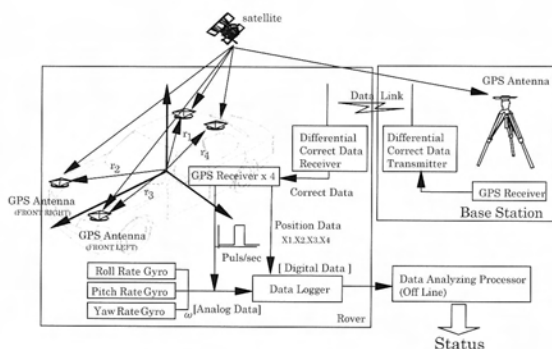 satellite
GPS Antenna
Data Link
r1
r4
r2
r3
Differential
Correct Data
Receiver
Differential
Correct Data
Transmitter
GPS Receiver x 4
Correct Data
GPS Receiver
Base Station
GPS Antenna
(FRONT RIGHT)
GPS Antenna
(FRONT LEFT)
Position Data
X1,X2,X3,X4
Puls/sec
[ Digital Data ]
Roll Rate Gyro
Pitch Rate Gyro
Yaw Rate Gyro
ω
[Analog Data]
Data Logger
Rover
Data Analyzing Processor
(Off Line)
Status